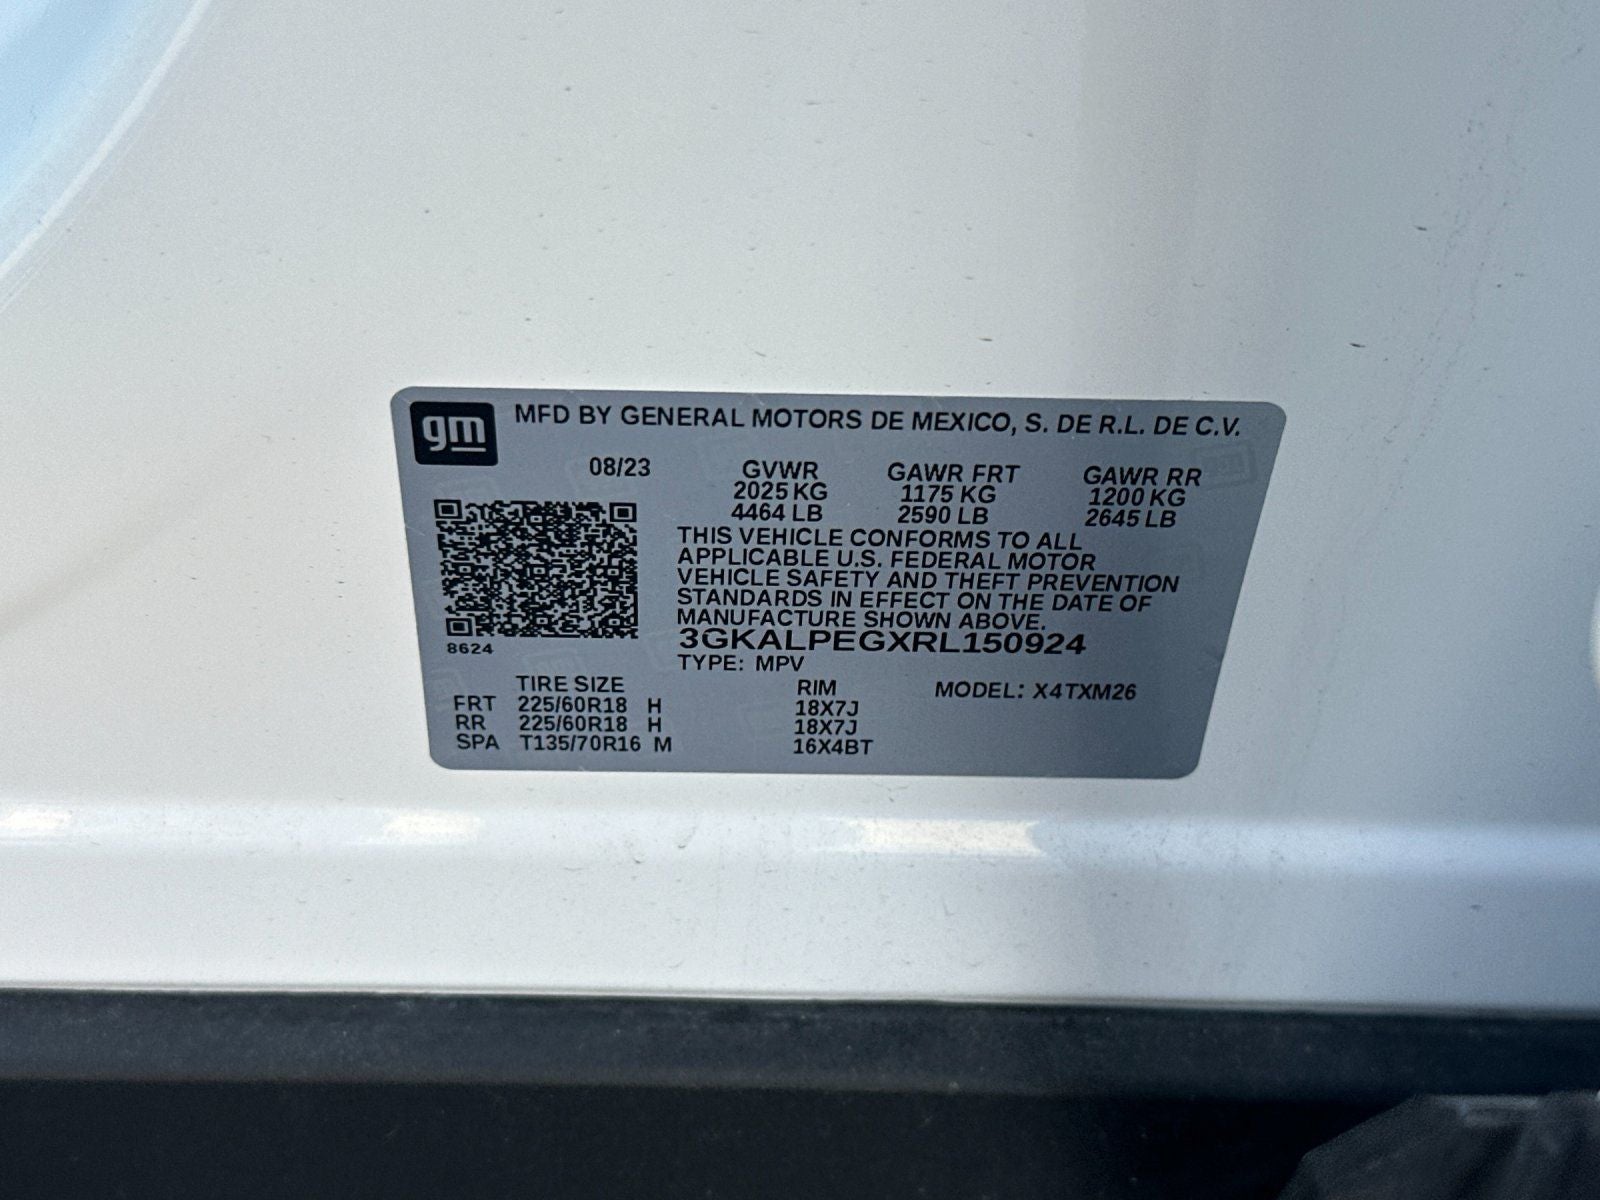 gm MFD BY GENERAL MOTORS DE MEXICO, S. DE R.L. DE C.V.
08/23 GVWR GAWR FRT GAWR RR
2025 KG 1175 KG 1200 KG
4464 LB 2590 LB 2645 LB
THIS VEHICLE CONFORMS TO ALL
APPLICABLE U.S. FEDERAL MOTOR
VEHICLE SAFETY AND THEFT PREVENTION
STANDARDS IN EFFECT ON THE DATE OF
MANUFACTURE SHOWN ABOVE.
3GKALPEGXRL150924
8624
TYPE: MPV
TIRE SIZE RIM MODEL: X4TXM26
FRT 225/60R18 H 18X7J
RR 225/60R18 H 18X7J
SPA T135/70R16 M 16X4BT